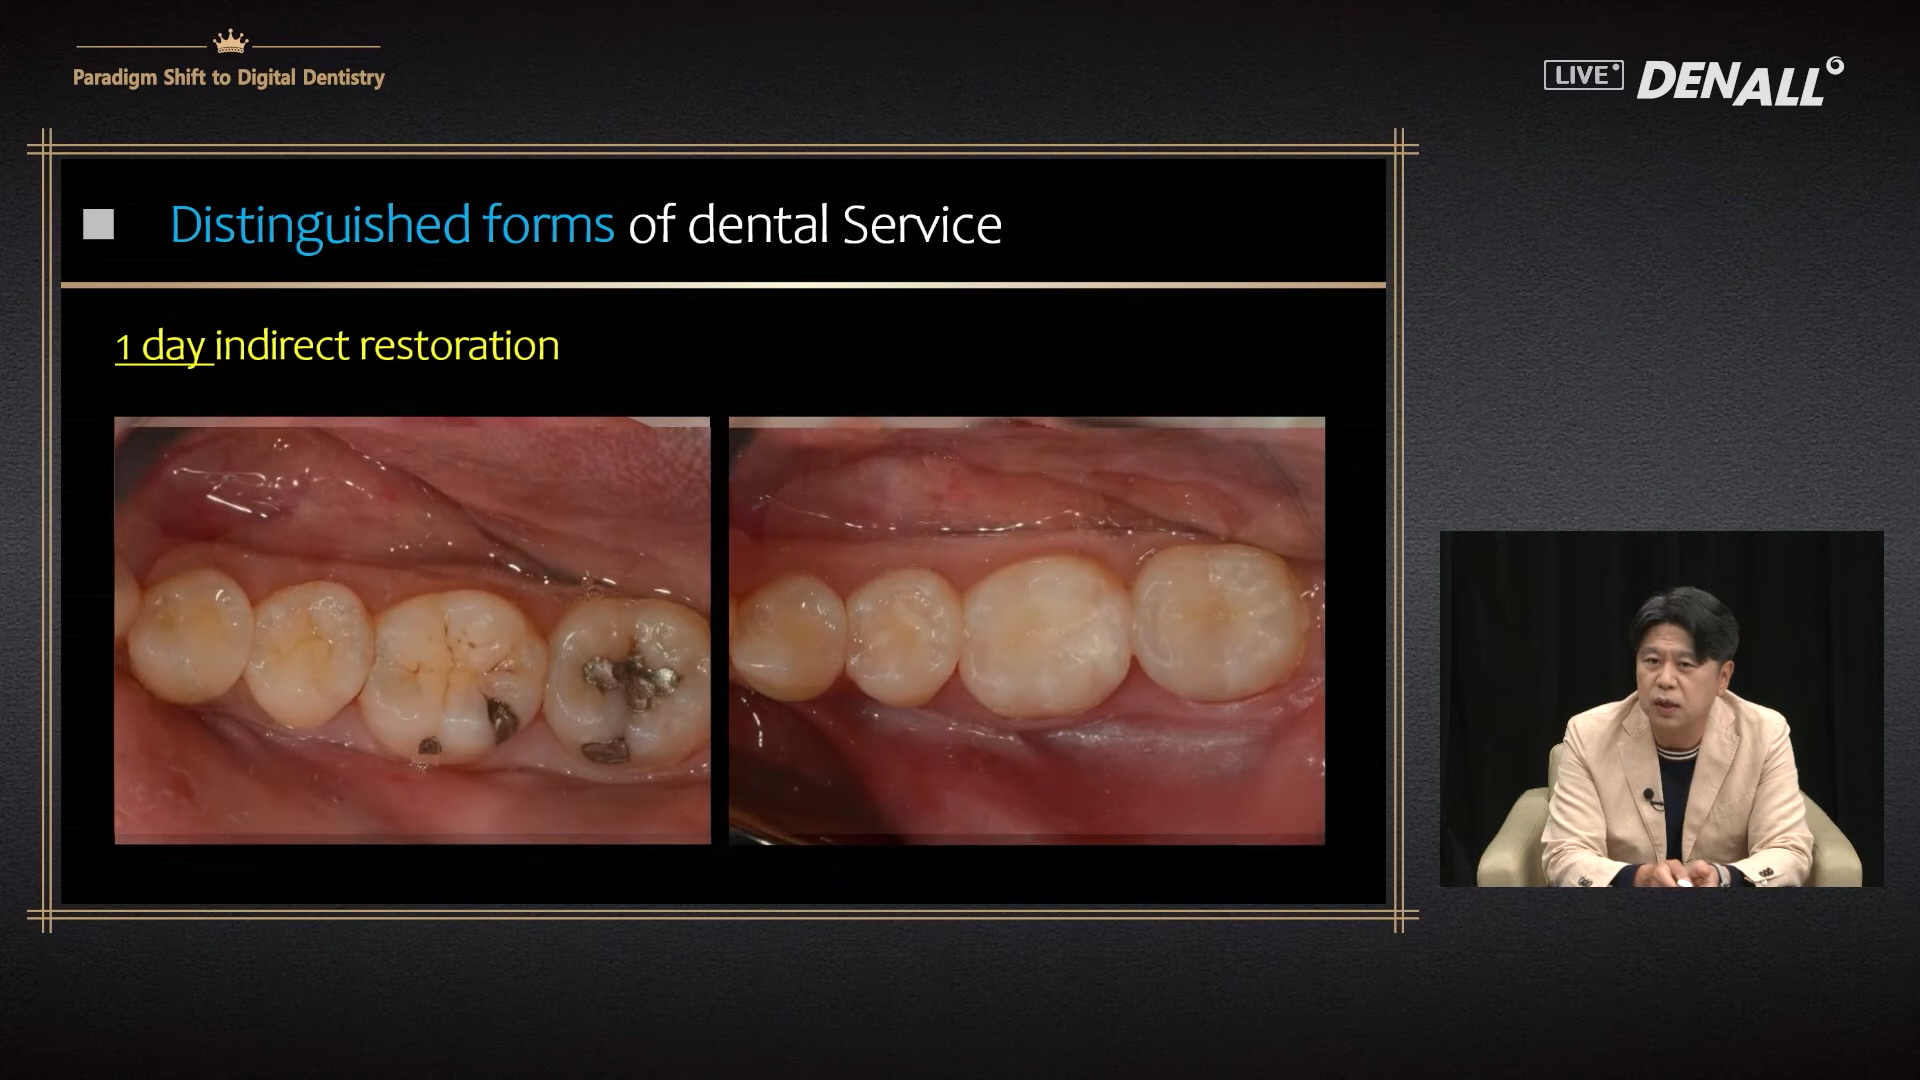 Paradigm Shift to Digital Dentistry
LIVE
DENALL
Distinguished forms of dental Service
1 day indirect restoration